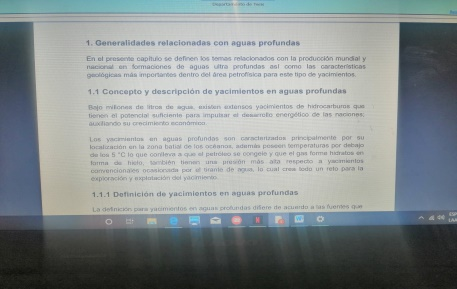 1. Generalidades relacionadas con aguas profundas
En el presente capítulo se definen los temas relacionados con la producción mundial y
nacional en formaciones de aguas ultra profundas así como las características
geológicas más importantes dentro del área petrofísica para este tipo de yacimientos.
1.1 Concepto y descripción de yacimientos en aguas profundas
Bajo millones de litros de agua, existen extensos yacimientos de hidrocarburos que
tienen el potencial suficiente para impulsar el desarrollo energético de las naciones,
auxiliando su crecimiento económico.
Los yacimientos en aguas profundas son caracterizados principalmente por su
localización en la zona batial de los océanos, además poseen temperaturas por debajo
de los 5 °C lo que conlleva a que el petróleo se congele y que el gas forme hidratos en
forma de hielo, también tienen una presión más alta respecto a yacimientos
convencionales ocasionada por el tirante de agua, lo cual crea todo un reto para la
exploración y explotación del yacimiento.
1.1.1 Definición de yacimientos en aguas profundas
La definición para yacimientos en aguas profundas difiere de acuerdo a las fuentes que